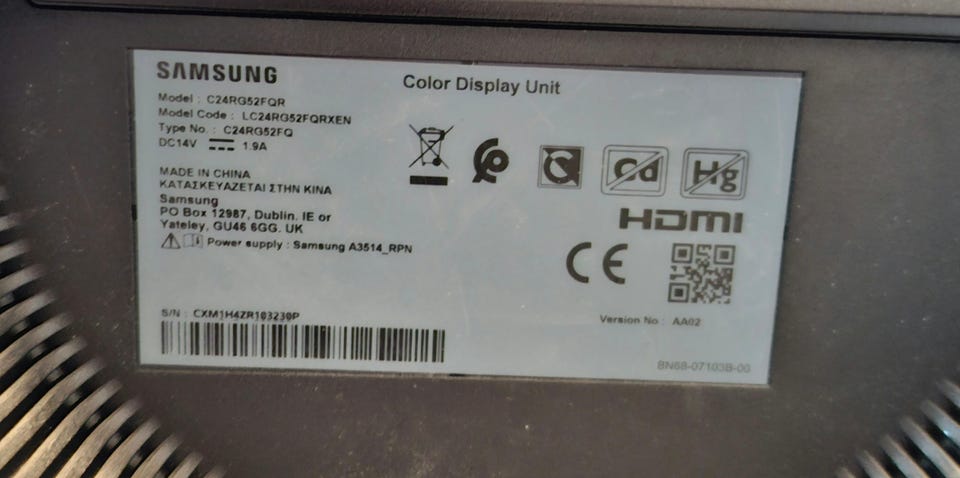 SAMSUNG
Color Display Unit
Model : C24RG52FQR
Model Code : LC24RG52FQRXEN
Type No. : C24RG52FQ
DC14V 1.9A
MADE IN CHINA
ΚΑΤΑΣΚΕΥΑΖΕΤΑΙ ΣΤΗΝ ΚΙΝΑ
Samsung
PO Box 12987, Dublin. IE or
Yateley, GU46 6GG. UK
Power supply : Samsung A3514_RPN
Cd
Hg
HDMI
CE
S/N : CXM1H4ZR103230P
Version No : AA02
BN68-07103B-00